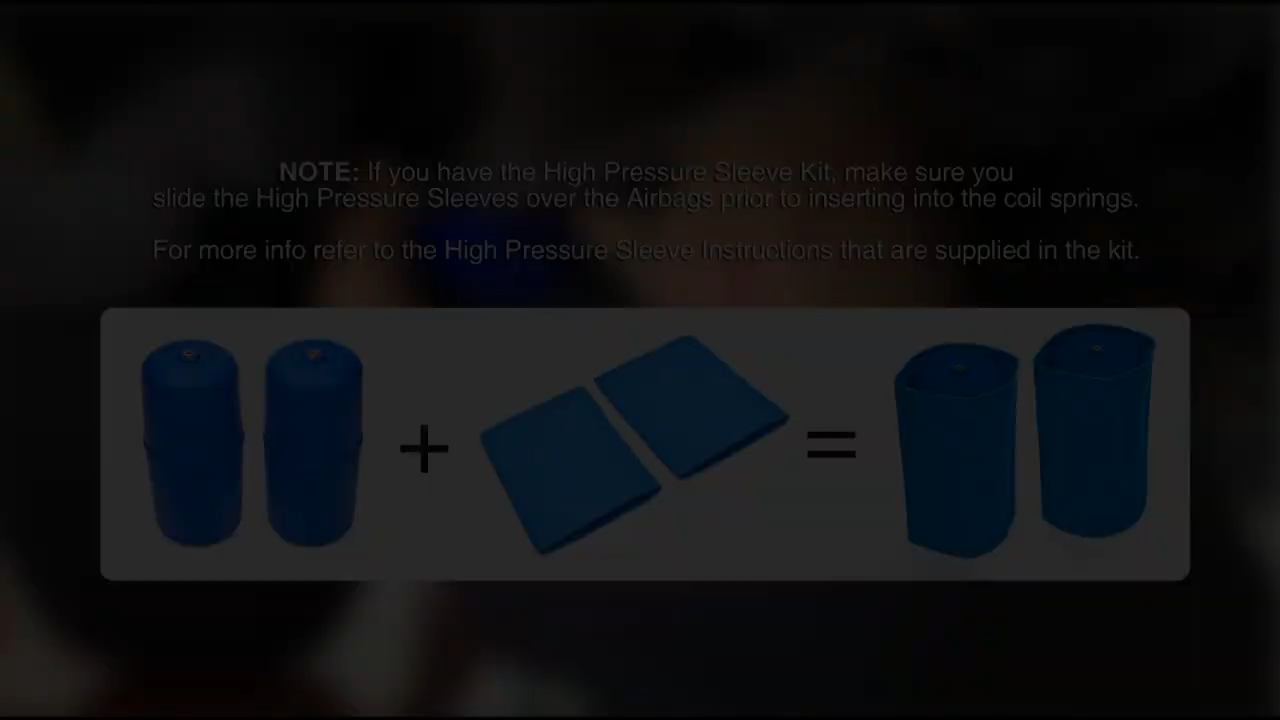 NOTE: If you have the High Pressure Sleeve Kit, make sure you
slide the High Pressure Sleeves over the Airbags prior to inserting into the coil springs.
For more info refer to the High Pressure Sleeve Instructions that are supplied in the kit.
+ =